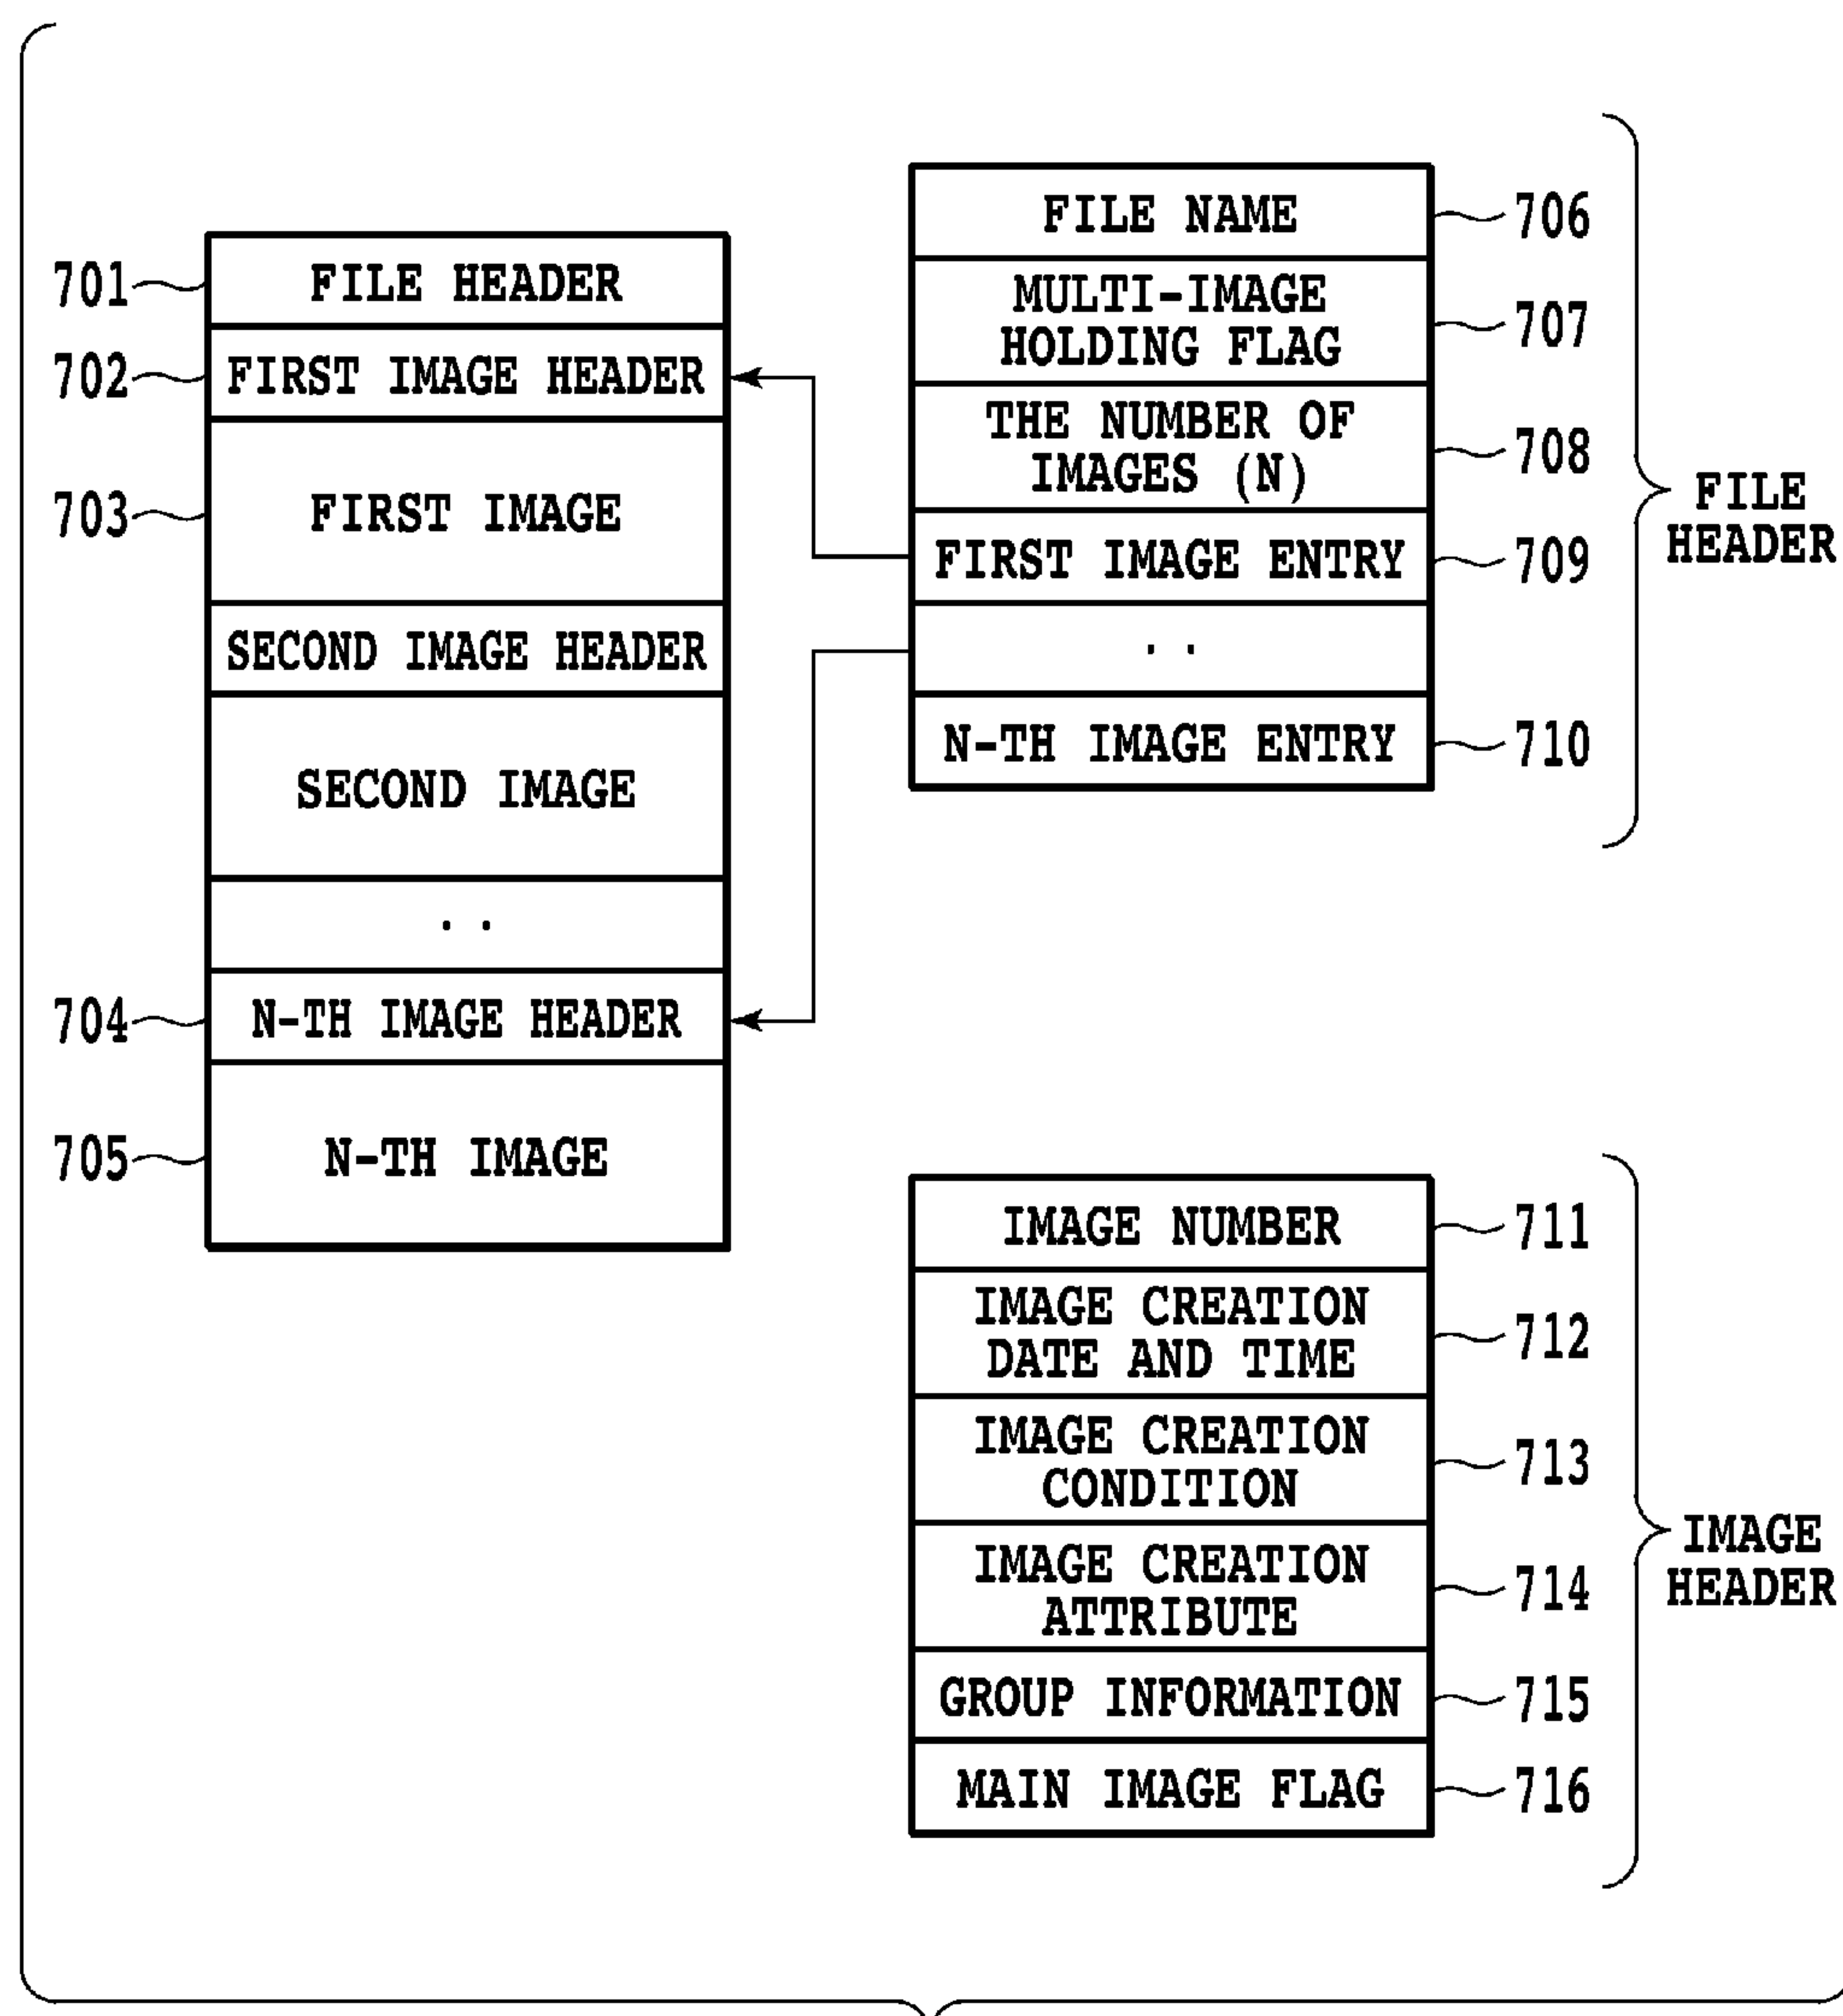 701
FILE HEADER
702
FIRST IMAGE HEADER
703
FIRST IMAGE
SECOND IMAGE HEADER
SECOND IMAGE
. .
704
N-TH IMAGE HEADER
705
N-TH IMAGE
FILE NAME
706
MULTI-IMAGE
HOLDING FLAG
707
THE NUMBER OF
IMAGES (N)
708
FIRST IMAGE ENTRY
709
. .
N-TH IMAGE ENTRY
710
FILE
HEADER
IMAGE NUMBER
711
IMAGE CREATION
DATE AND TIME
712
IMAGE CREATION
CONDITION
713
IMAGE CREATION
ATTRIBUTE
714
GROUP INFORMATION
715
MAIN IMAGE FLAG
716
IMAGE
HEADER